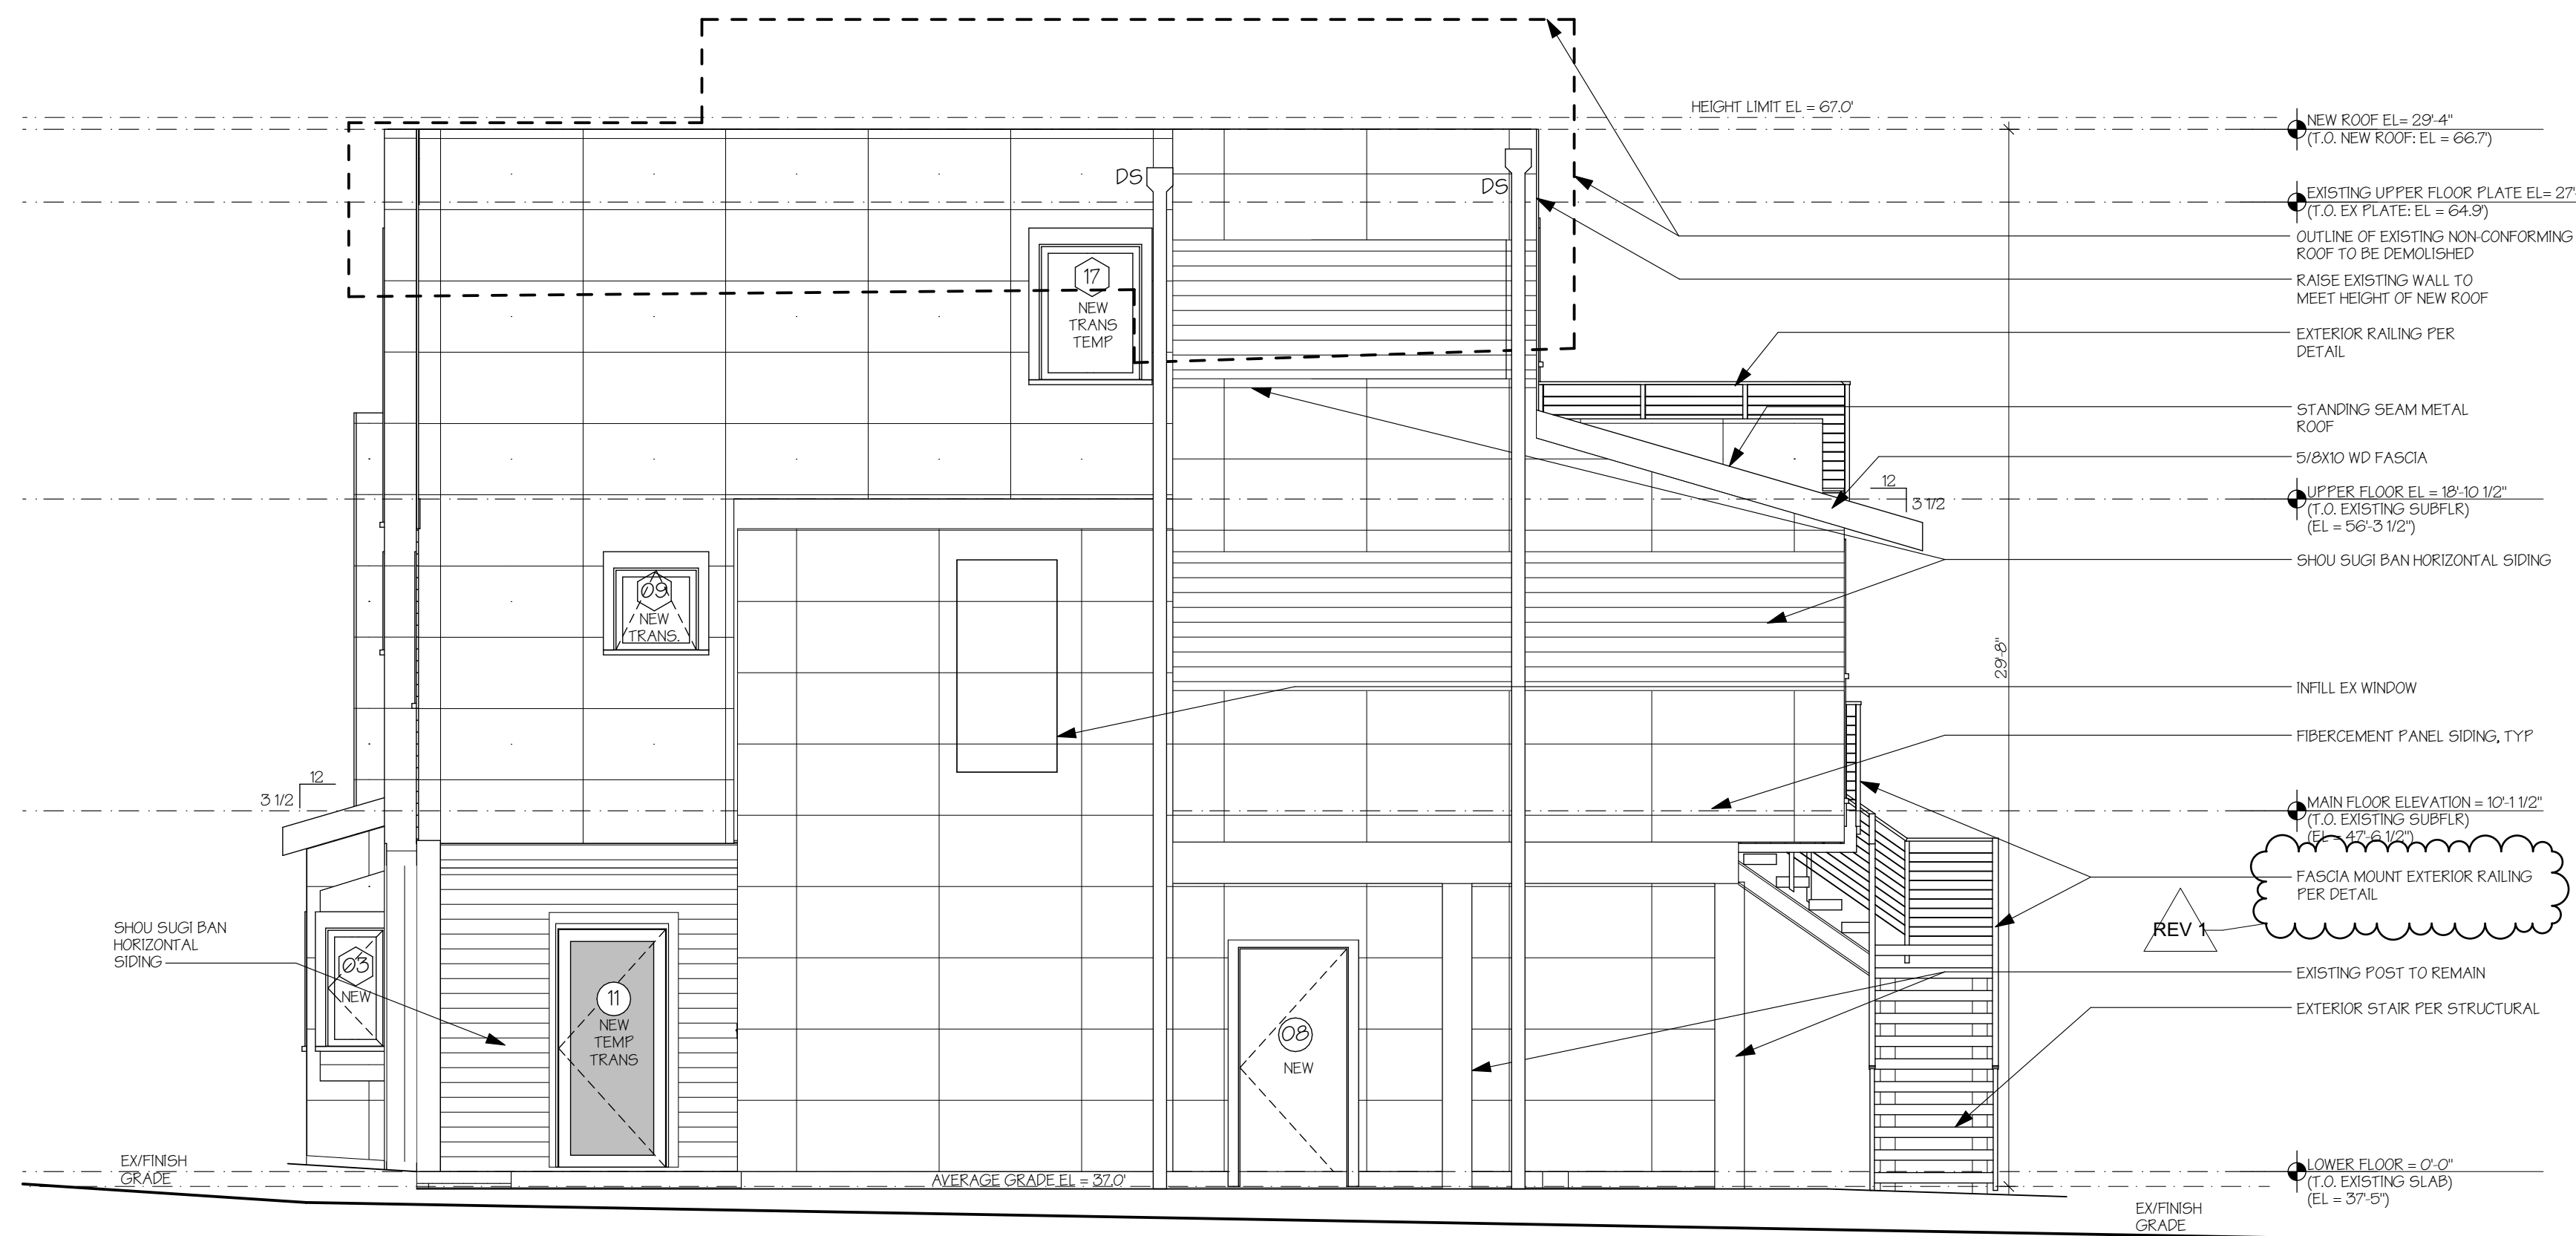 HEIGHT LIMIT EL = 67.0'
NEW ROOF EL= 29'-4"
(T.O. NEW ROOF: EL = 66.7')
EXISTING UPPER FLOOR PLATE EL= 27'
(T.O. EX PLATE: EL = 64.9')
OUTLINE OF EXISTING NON-CONFORMING
ROOF TO BE DEMOLISHED
RAISE EXISTING WALL TO
MEET HEIGHT OF NEW ROOF
EXTERIOR RAILING PER
DETAIL
STANDING SEAM METAL
ROOF
5/8X10 WD FASCIA
UPPER FLOOR EL = 18'-10 1/2"
(T.O. EXISTING SUBFLR)
(EL = 56'-3 1/2")
SHOU SUGI BAN HORIZONTAL SIDING
INFILL EX WINDOW
FIBERCEMENT PANEL SIDING, TYP
MAIN FLOOR ELEVATION = 10'-1 1/2"
(T.O. EXISTING SUBFLR)
(EL = 47'-6 1/2")
FASCIA MOUNT EXTERIOR RAILING
PER DETAIL
REV 1
EXISTING POST TO REMAIN
EXTERIOR STAIR PER STRUCTURAL
LOWER FLOOR = 0'-0"
(T.O. EXISTING SLAB)
(EL = 37'-5")
EX/FINISH
GRADE
29'-8"
12
3 1/2
DS
DS
17
NEW
TRANS
TEMP
09
NEW
TRANS.
12
3 1/2
SHOU SUGI BAN
HORIZONTAL
SIDING
03
NEW
11
NEW
TEMP
TRANS
08
NEW
EX/FINISH
GRADE
AVERAGE GRADE EL = 37.0'